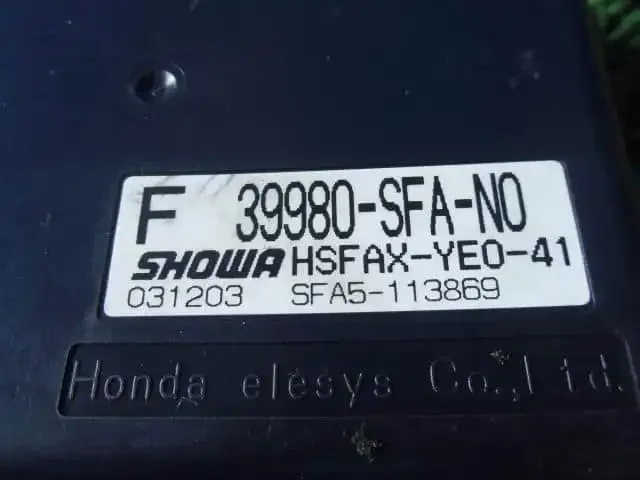 F 39980-SFA-N0
SHOWA HSFAX-YE0-41
031203 SFA5-113869
Honda elesys Co.,Ltd.